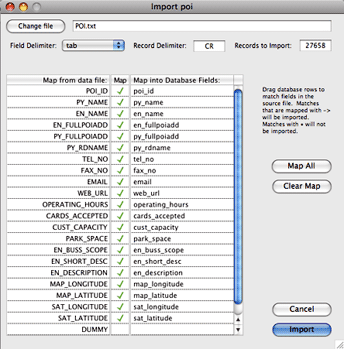 Import poi
Change file POI.txt
Field Delimiter: tab Record Delimiter: CR Records to Import: 27658
Map from data file: Map Map into Database Fields:
POI_ID poi_id
PY_NAME py_name
EN_NAME en_name
EN_FULLPOIADD en_fullpoiadd
PY_FULLPOIADD py_fullpoiadd
PY_RDNAME py_rdname
TEL_NO tel_no
FAX_NO fax_no
EMAIL email
WEB_URL web_url
OPERATING_HOURS operating_hours
CARDS_ACCEPTED cards_accepted
CUST_CAPACITY cust_capacity
PARK_SPACE park_space
EN_BUSS_SCOPE en_buss_scope
EN_SHORT_DESC en_short_desc
EN_DESCRIPTION en_description
MAP_LONGITUDE map_longitude
MAP_LATITUDE map_latitude
SAT_LONGITUDE sat_longitude
SAT_LATITUDE sat_latitude
DUMMY
Drag database rows to
match fields in the
source file. Matches
that are mapped with ->
will be imported.
Matches with • will not
be imported.
Map All
Clear Map
Cancel
Import